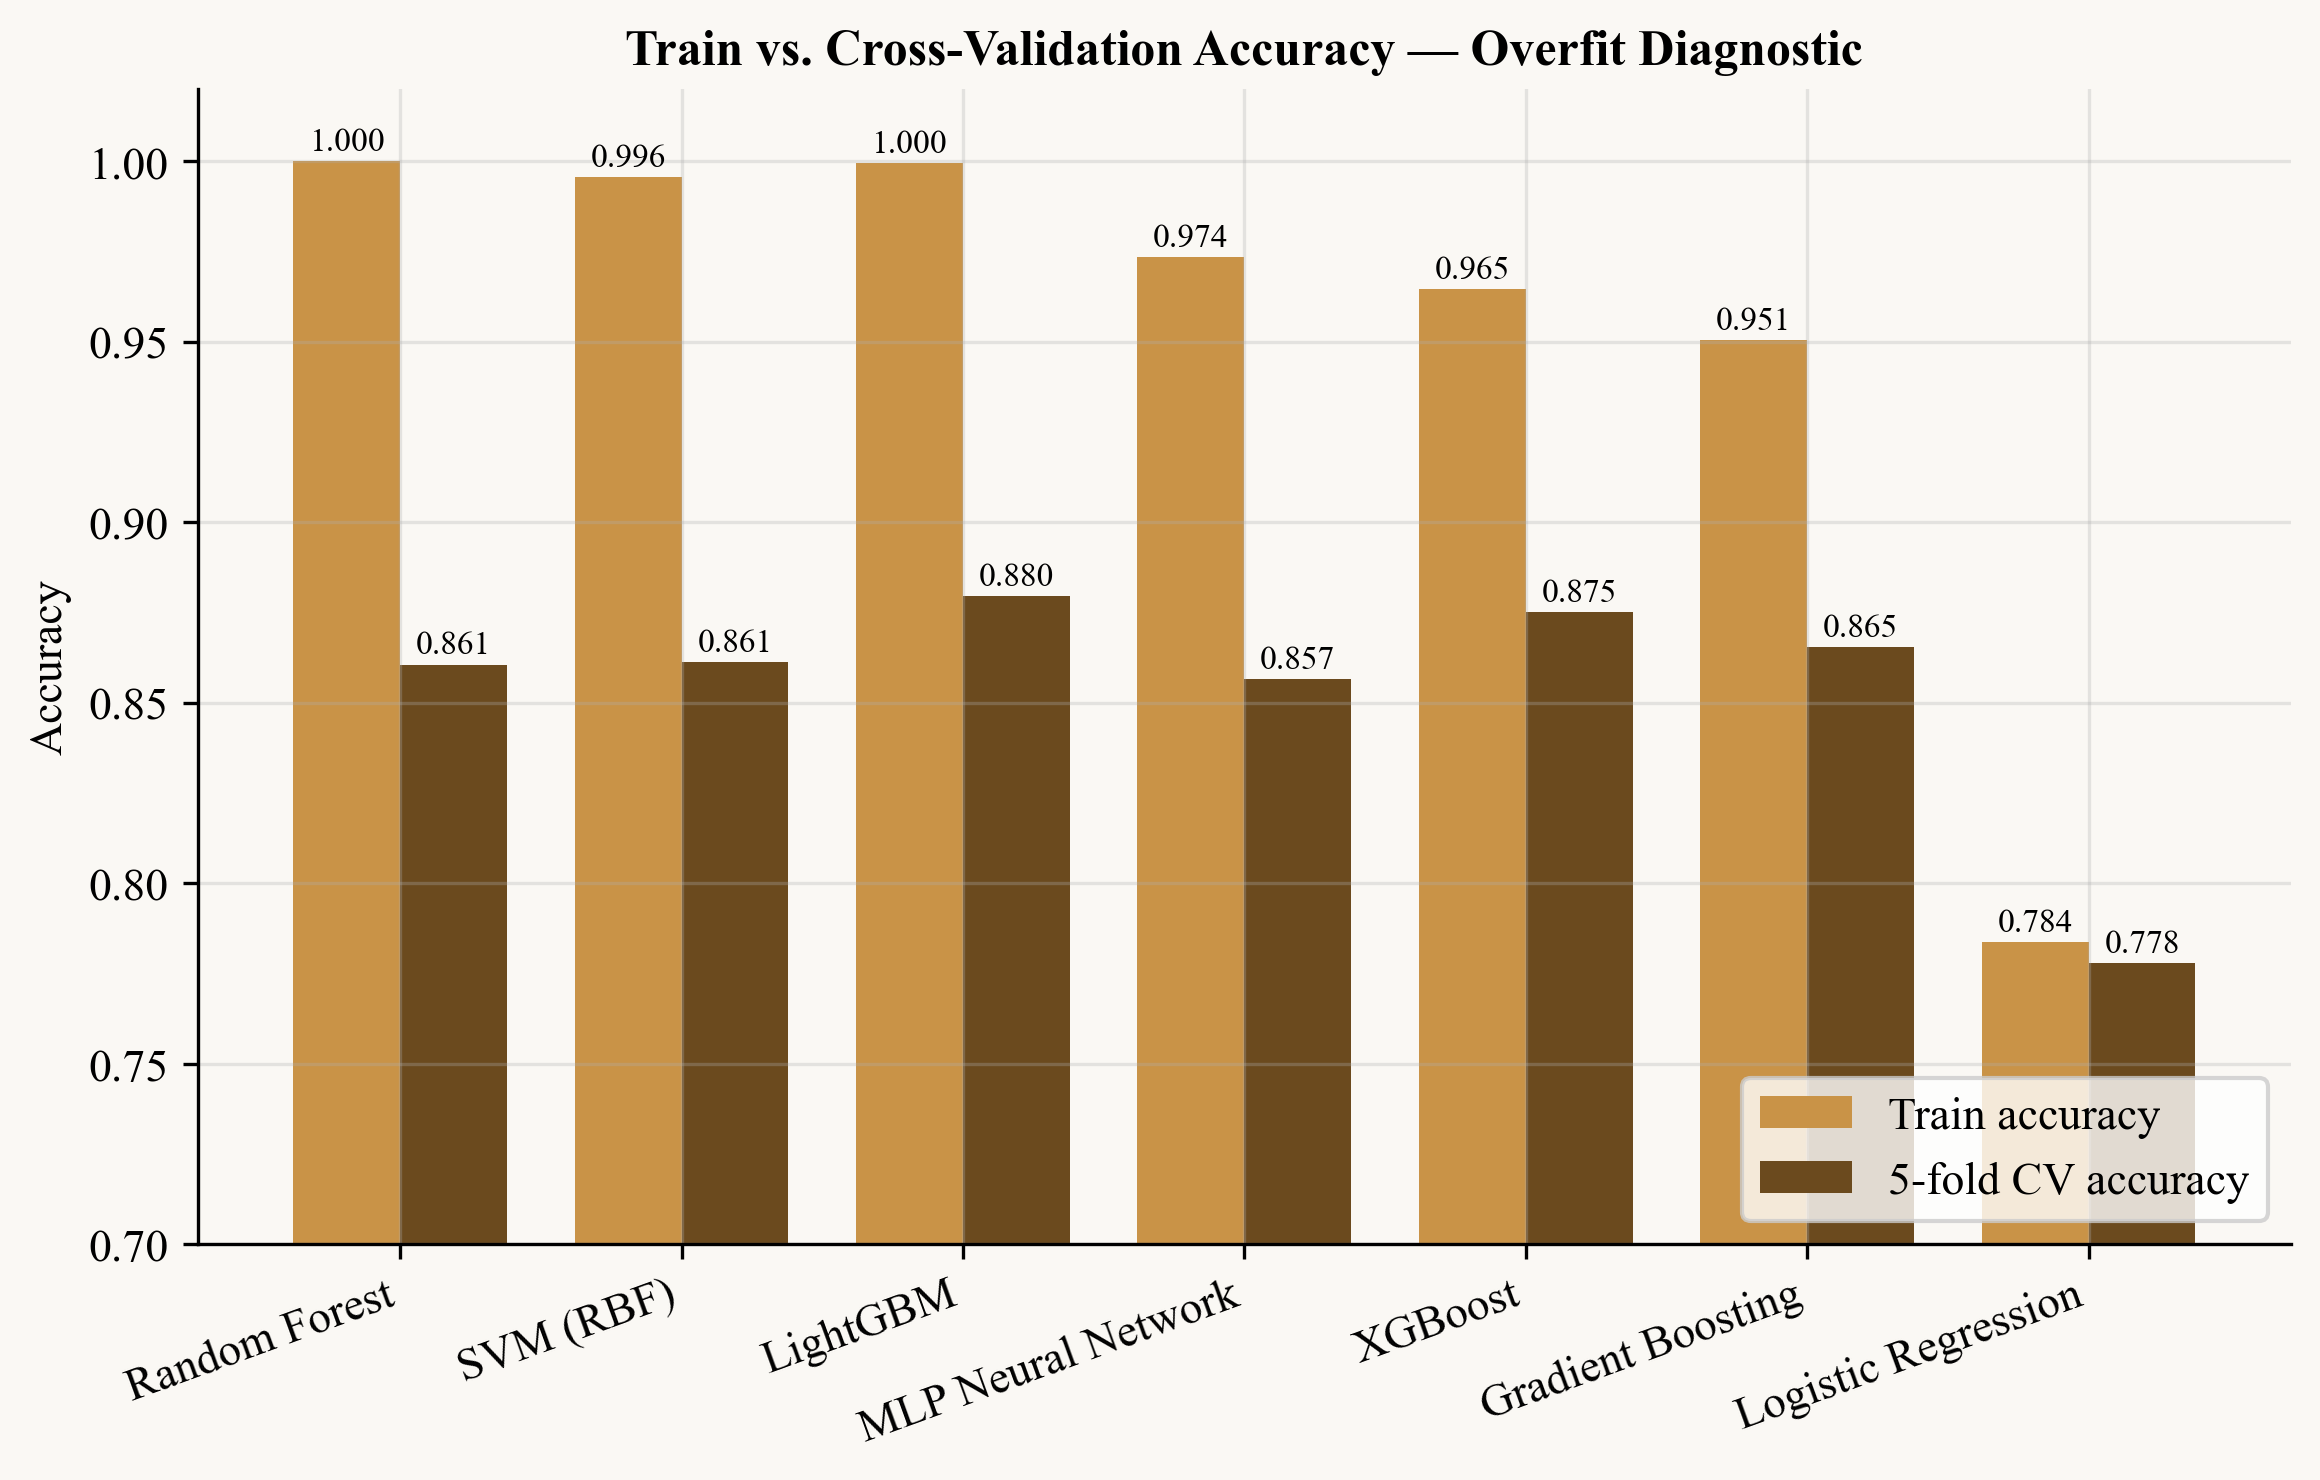 Train vs. Cross-Validation Accuracy — Overfit Diagnostic
Accuracy
1.00
0.95
0.90
0.85
0.80
0.75
0.70
1.000
0.861
0.996
0.861
1.000
0.880
0.974
0.857
0.965
0.875
0.951
0.865
0.784
0.778
Train accuracy
5-fold CV accuracy
Random Forest
SVM (RBF)
LightGBM
MLP Neural Network
XGBoost
Gradient Boosting
Logistic Regression